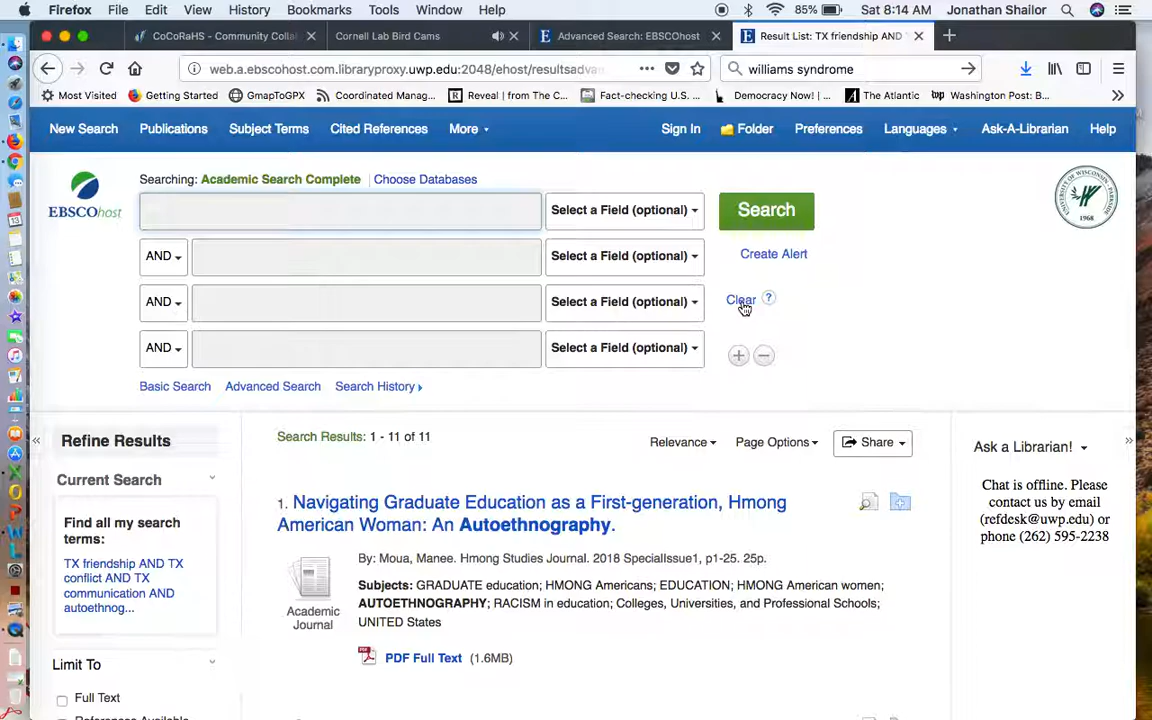 Firefox File Edit View History Bookmarks Tools Window Help 85% Sat 8:14 AM Jonathan Shailor
CoCoRaHS - Community Colla Cornell Lab Bird Cams Advanced Search: EBSCOhost Result List: TX friendship AND
web.a.ebscohost.com.libraryproxy.uwp.edu:2048/ehost/resultsadva williams syndrome
Most Visited Getting Started GmapToGPX Coordinated Manag... Reveal | from The C... Fact-checking U.S. ... Democracy Now! | ... The Atlantic Washington Post: B...
New Search Publications Subject Terms Cited References More Sign In Folder Preferences Languages Ask-A-Librarian Help
Searching: Academic Search Complete Choose Databases
EBSCOhost
Select a Field (optional) Search
AND Select a Field (optional) Create Alert
AND Select a Field (optional) Clear ?
AND Select a Field (optional)
Basic Search Advanced Search Search History
Refine Results
Current Search
Find all my search
terms:
TX friendship AND TX
conflict AND TX
communication AND
autoethnog...
Limit To
Full Text
References Available
Search Results: 1 - 11 of 11 Relevance Page Options Share
1. Navigating Graduate Education as a First-generation, Hmong
American Woman: An Autoethnography.
By: Moua, Manee. Hmong Studies Journal. 2018 SpecialIssue1, p1-25. 25p.
Academic
Journal
Subjects: GRADUATE education; HMONG Americans; EDUCATION; HMONG American women;
AUTOETHNOGRAPHY; RACISM in education; Colleges, Universities, and Professional Schools;
UNITED States
PDF Full Text (1.6MB)
Ask a Librarian!
Chat is offline. Please
contact us by email
(refdesk@uwp.edu) or
phone (262) 595-2238